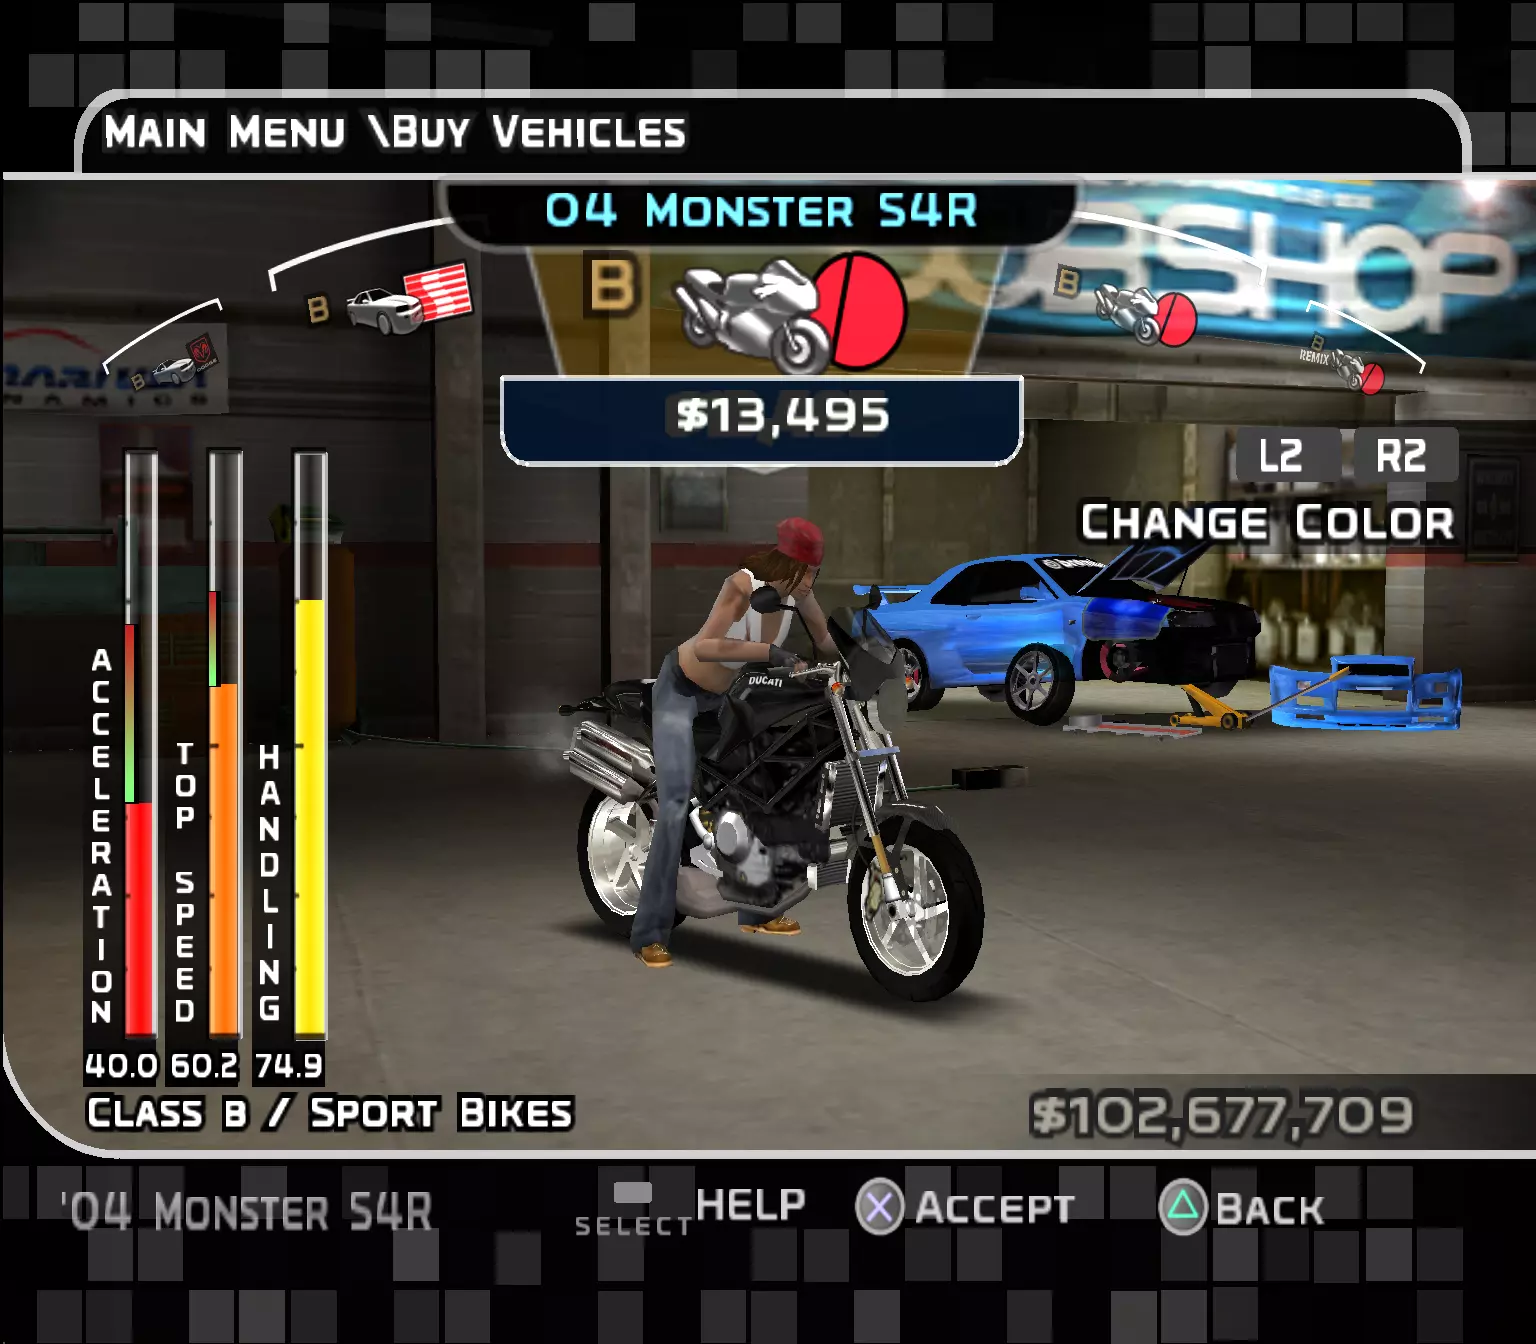 MAIN MENU \BUY VEHICLES
04 MONSTER S4R
B
B
B
B
B
REMIX
$13,495
L2 R2
CHANGE COLOR
DUCATI
ACCELERATION
TOP SPEED
HANDLING
40.0 60.2 74.9
CLASS B / SPORT BIKES
$102,677,709
'04 MONSTER S4R
SELECT HELP
ACCEPT
BACK